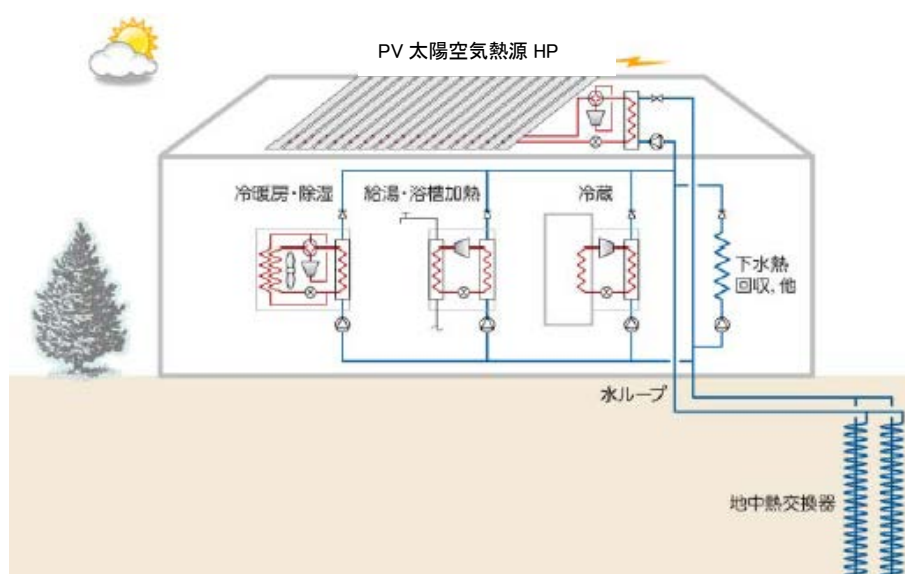 PV 太陽空気熱源 HP
冷暖房・除湿
給湯・浴槽加熱
冷蔵
下水熱
回収,他
水ループ
地中熱交換器